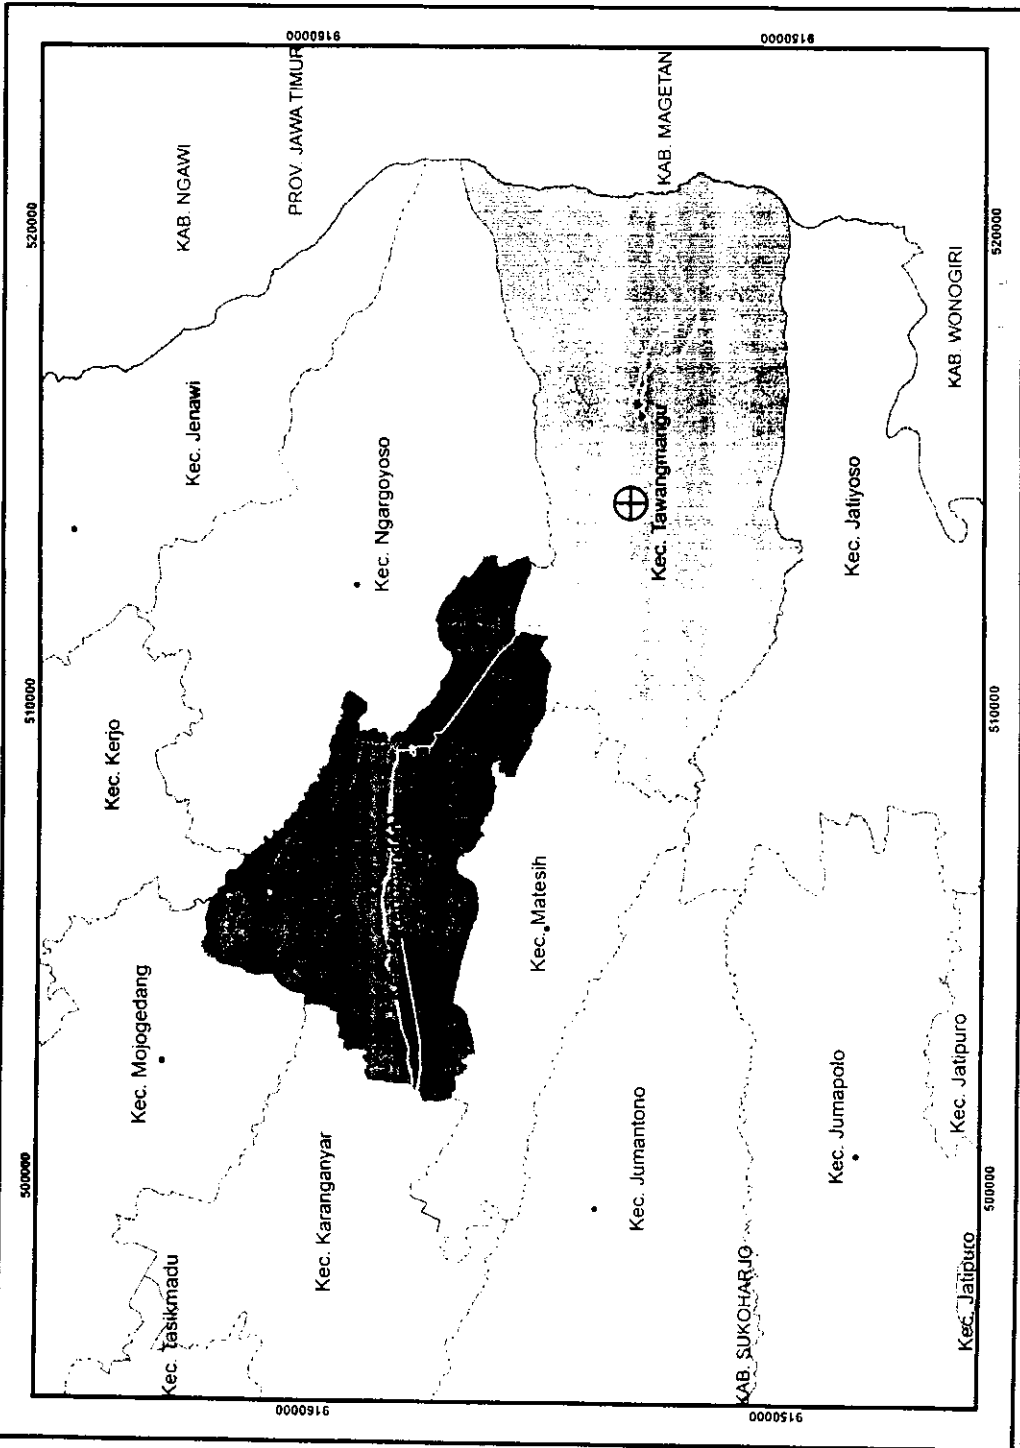 500000
510000
520000
9160000
9160000
9150000
9150000
KAB. NGAWI
PROV. JAWA TIMUR
KAB. MAGETAN
KAB. WONOGIRI
Kec. Jenawi
Kec. Ngargoyoso
Kec. Kerjo
Kec. Mojogedang
Kec. Tasikmadu
Kec. Karanganyar
Kec. Matesih
Kec. Tawangmangu
Kec. Jatiyoso
Kec. Jumantono
Kec. Jumapolo
Kec. Jatipuro
Kec. Jatipuro
KAB. SUKOHARJO
500000
510000
520000